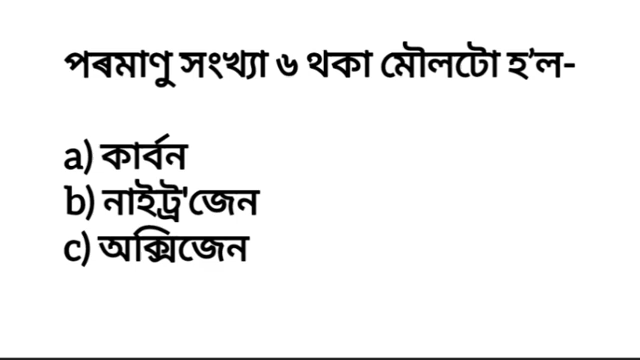 পৰমাণু সংখ্যা ৬ থকা মৌলটো হ’ল-
a) কাৰ্বন
b) নাইট্ৰ'জেন
c) অক্সিজেন